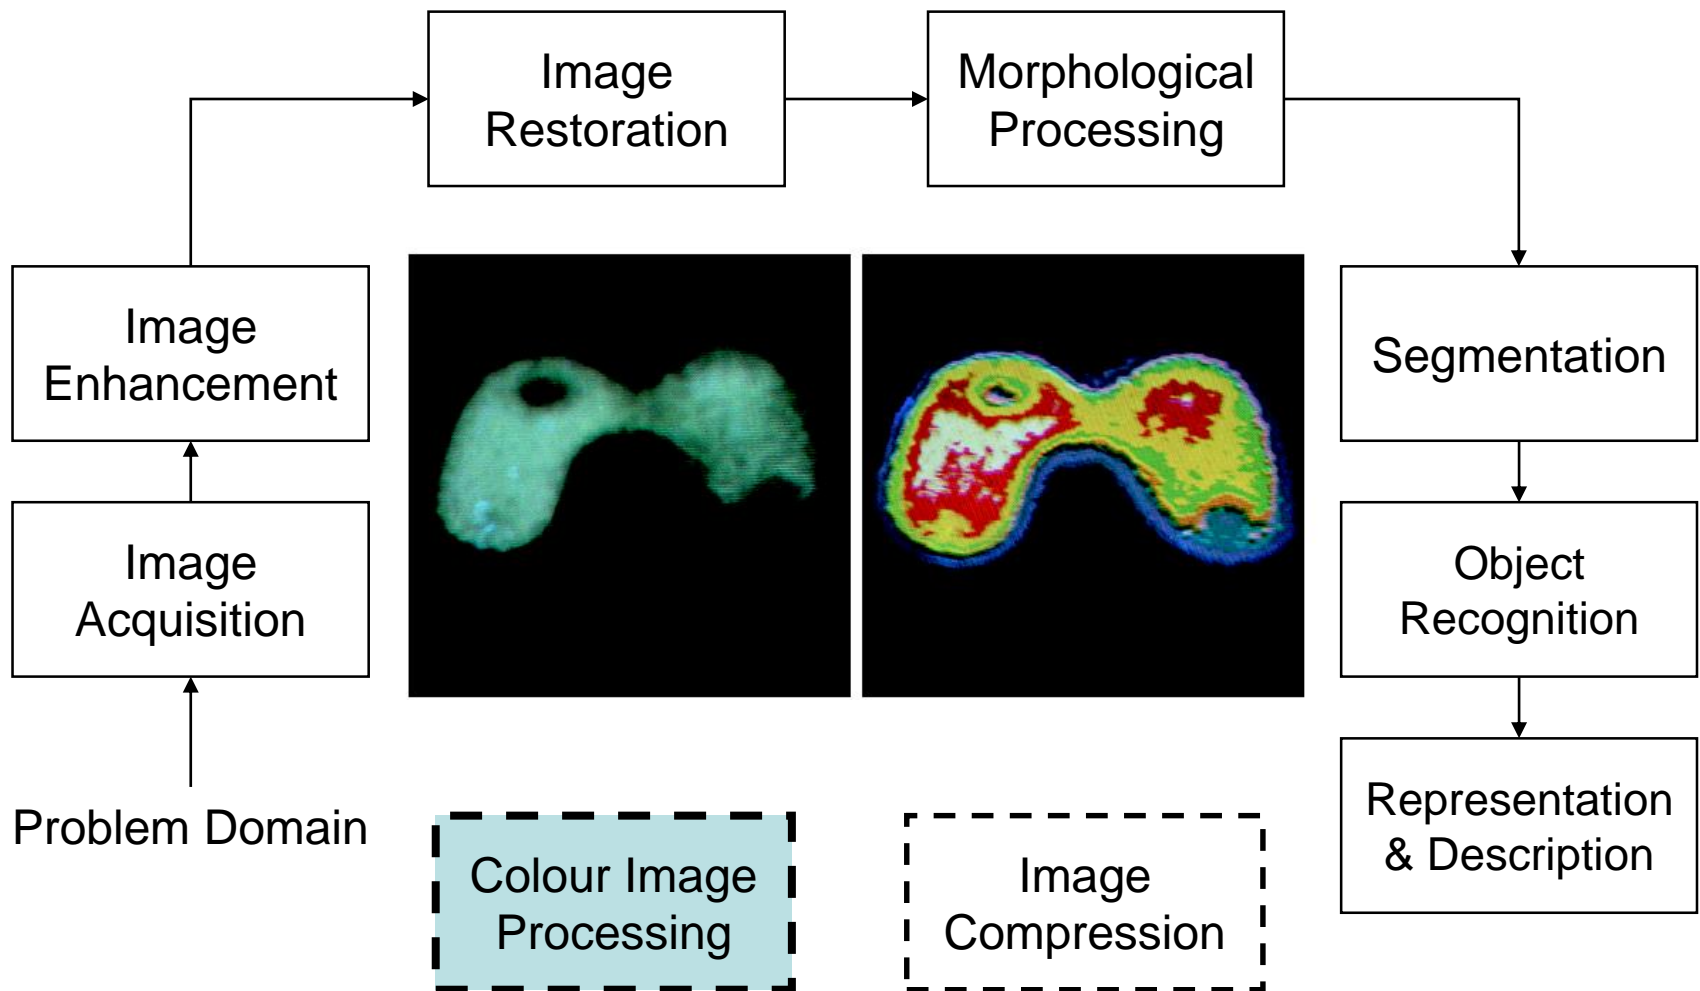 Image
Restoration
Morphological
Processing
Image
Enhancement
Segmentation
Image
Acquisition
Object
Recognition
Problem Domain
Representation
& Description
Colour Image
Processing
Image
Compression